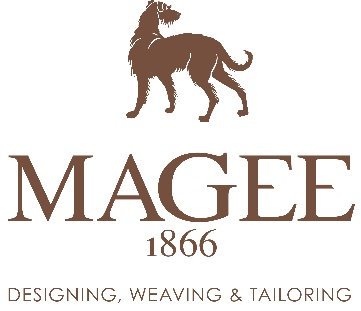 MAGEE
1866
DESIGNING, WEAVING & TAILORING